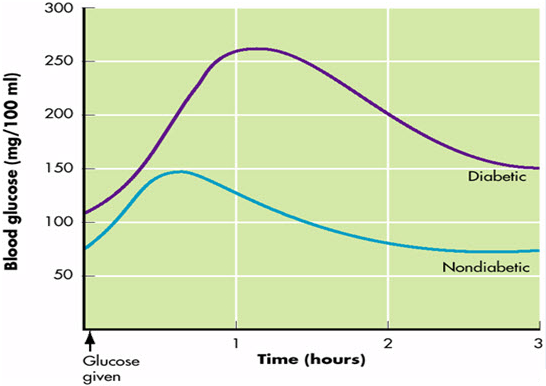 Blood glucose (mg/100 ml)
300
250
200
150
100
50
Diabetic
Nondiabetic
1
2
3
Time (hours)
Glucose
given